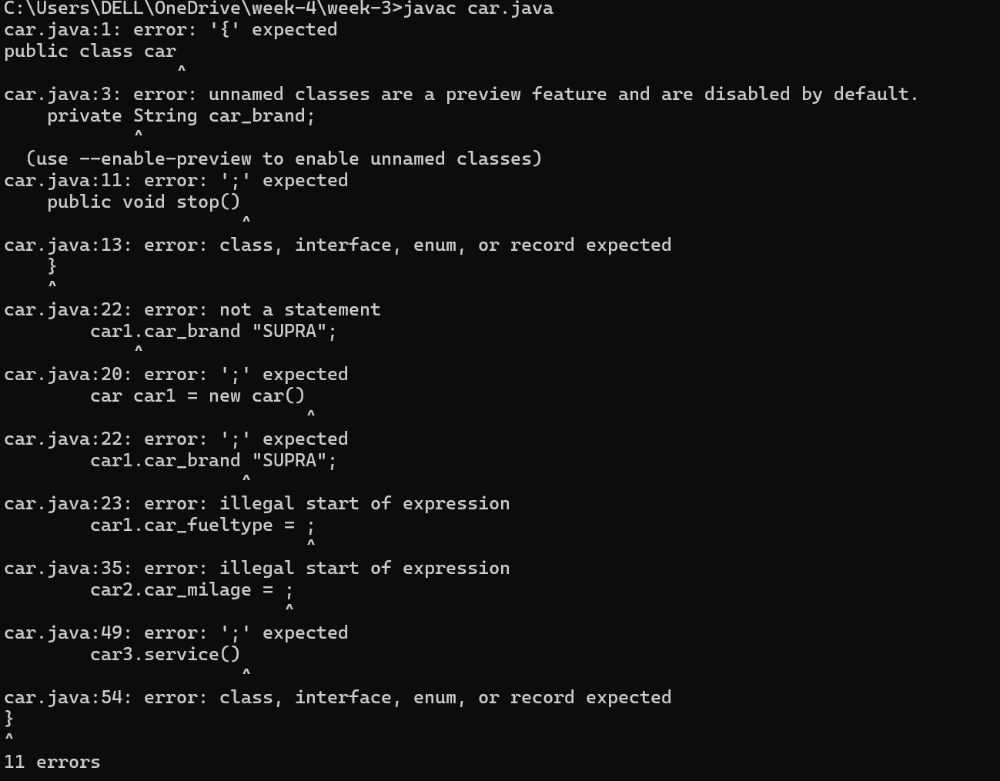 C:\Users\DELL\OneDrive\week-4\week-3>javac car.java
car.java:1: error: '{' expected
public class car
                ^
car.java:3: error: unnamed classes are a preview feature and are disabled by default.
    private String car_brand;
            ^
  (use --enable-preview to enable unnamed classes)
car.java:11: error: ';' expected
    public void stop()
                      ^
car.java:13: error: class, interface, enum, or record expected
    }
    ^
car.java:22: error: not a statement
        car1.car_brand "SUPRA";
            ^
car.java:20: error: ';' expected
        car car1 = new car()
                            ^
car.java:22: error: ';' expected
        car1.car_brand "SUPRA";
                      ^
car.java:23: error: illegal start of expression
        car1.car_fueltype = ;
                            ^
car.java:35: error: illegal start of expression
        car2.car_milage = ;
                          ^
car.java:49: error: ';' expected
        car3.service()
                      ^
car.java:54: error: class, interface, enum, or record expected
}
^
11 errors